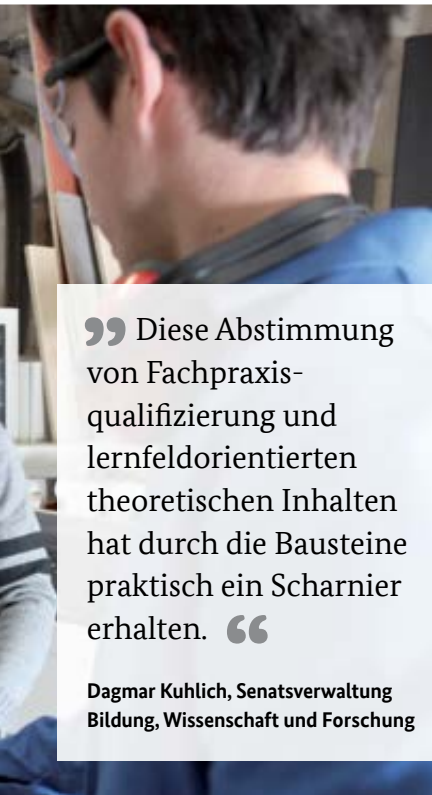 ”Diese Abstimmung
von Fachpraxis-
qualifizierung und
lernfeldorientierten
theoretischen Inhalten
hat durch die Bausteine
praktisch ein Scharnier
erhalten. “
Dagmar Kuhlich, Senatsverwaltung
Bildung, Wissenschaft und Forschung